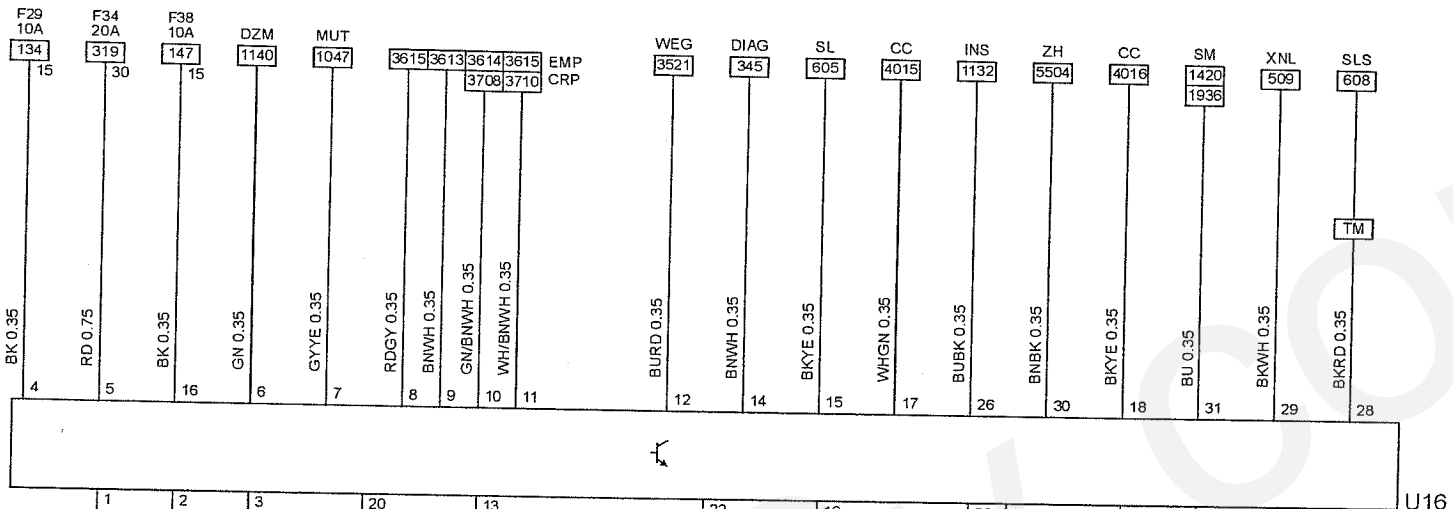 F29 F34 F38
10A 20A 10A DZM MUT WEG DIAG SL CC INS ZH CC SM XNL SLS
134 319 147 1140 1047 3615 3613 3614 3615 EMP 3521 345 605 4015 1132 5504 4016 1420 509 608
3708 3710 CRP 1936
15 30 15
TM
BK 0.35
RD 0.75
BK 0.35
GN 0.35
GYYE 0.35
RDGY 0.35
BNWH 0.35
GN/BNWH 0.35
WH/BNWH 0.35
BURD 0.35
BNWH 0.35
BKYE 0.35
WHGN 0.35
BUBK 0.35
BNBK 0.35
BKYE 0.35
BU 0.35
BKWH 0.35
BKRD 0.35
4 5 16 6 7 8 9 10 11 12 14 15 17 26 30 18 31 29 28
1 2 3 20 13
U16